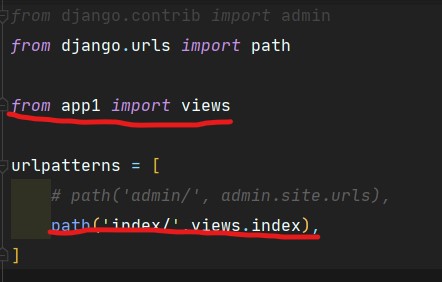 from django.contrib import admin
from django.urls import path
from app1 import views
urlpatterns = [
# path('admin/', admin.site.urls),
path('index/',views.index),
]